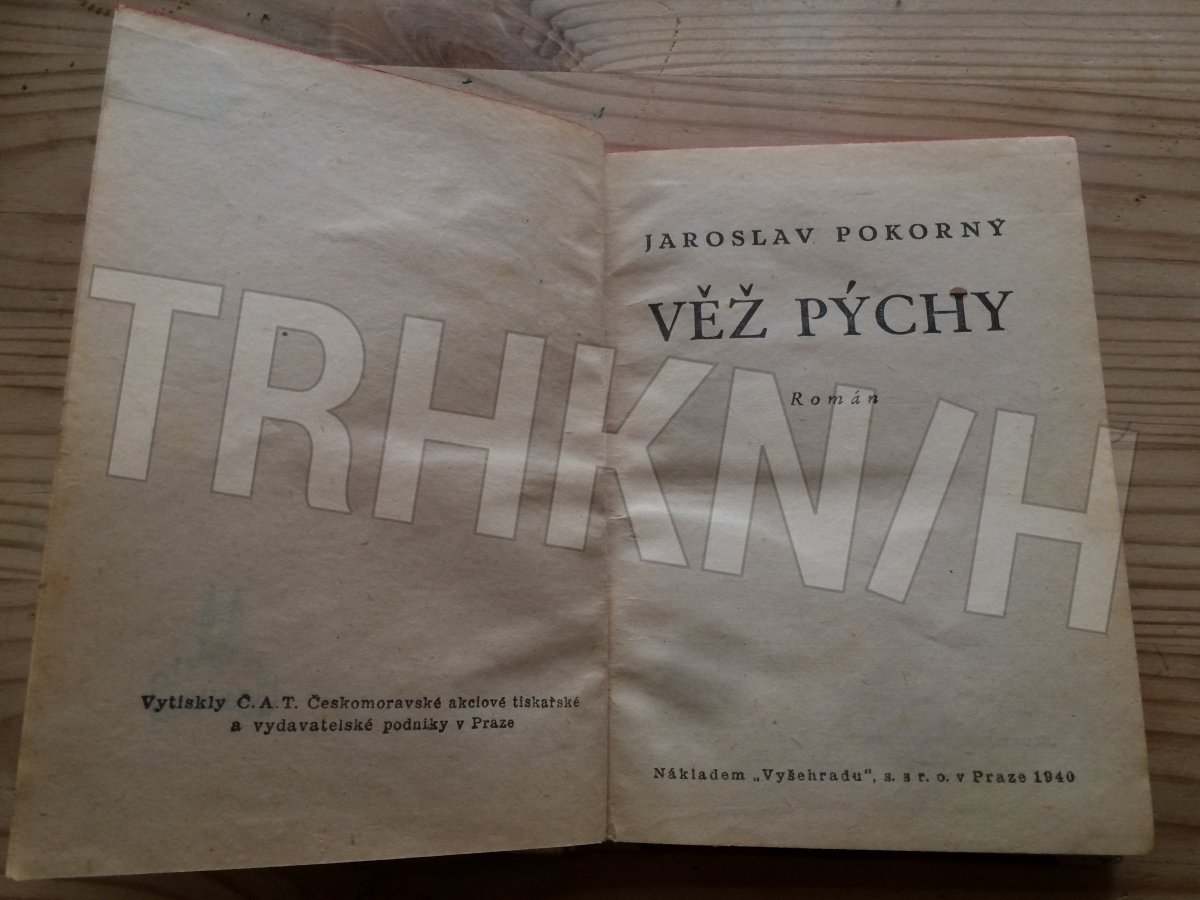 Vytiskly Č. A. T. Českomoravské akciové tiskařské
a vydavatelské podniky v Praze
JAROSLAV POKORNÝ
VĚŽ PÝCHY
Román
Nákladem „Vyšehradu“, s. s r. o. v Praze 1940
TRHKNIH